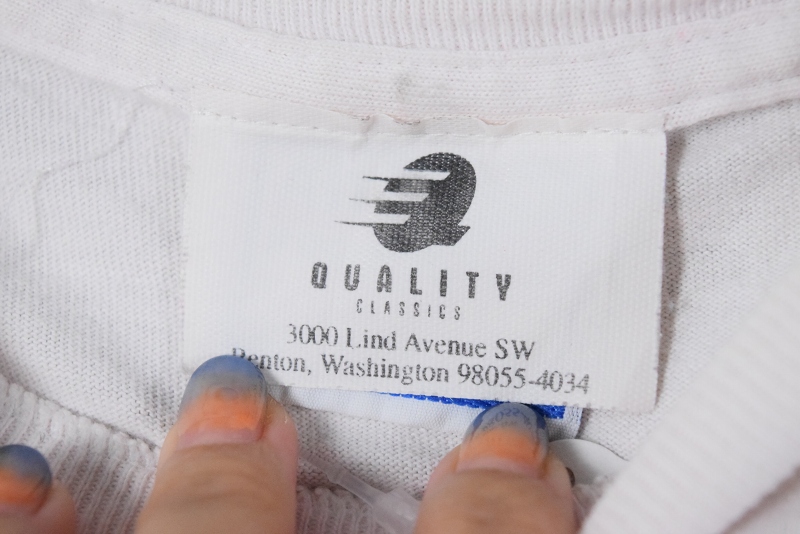 QUALITY
CLASSICS
3000 Lind Avenue SW
Renton, Washington 98055-4034